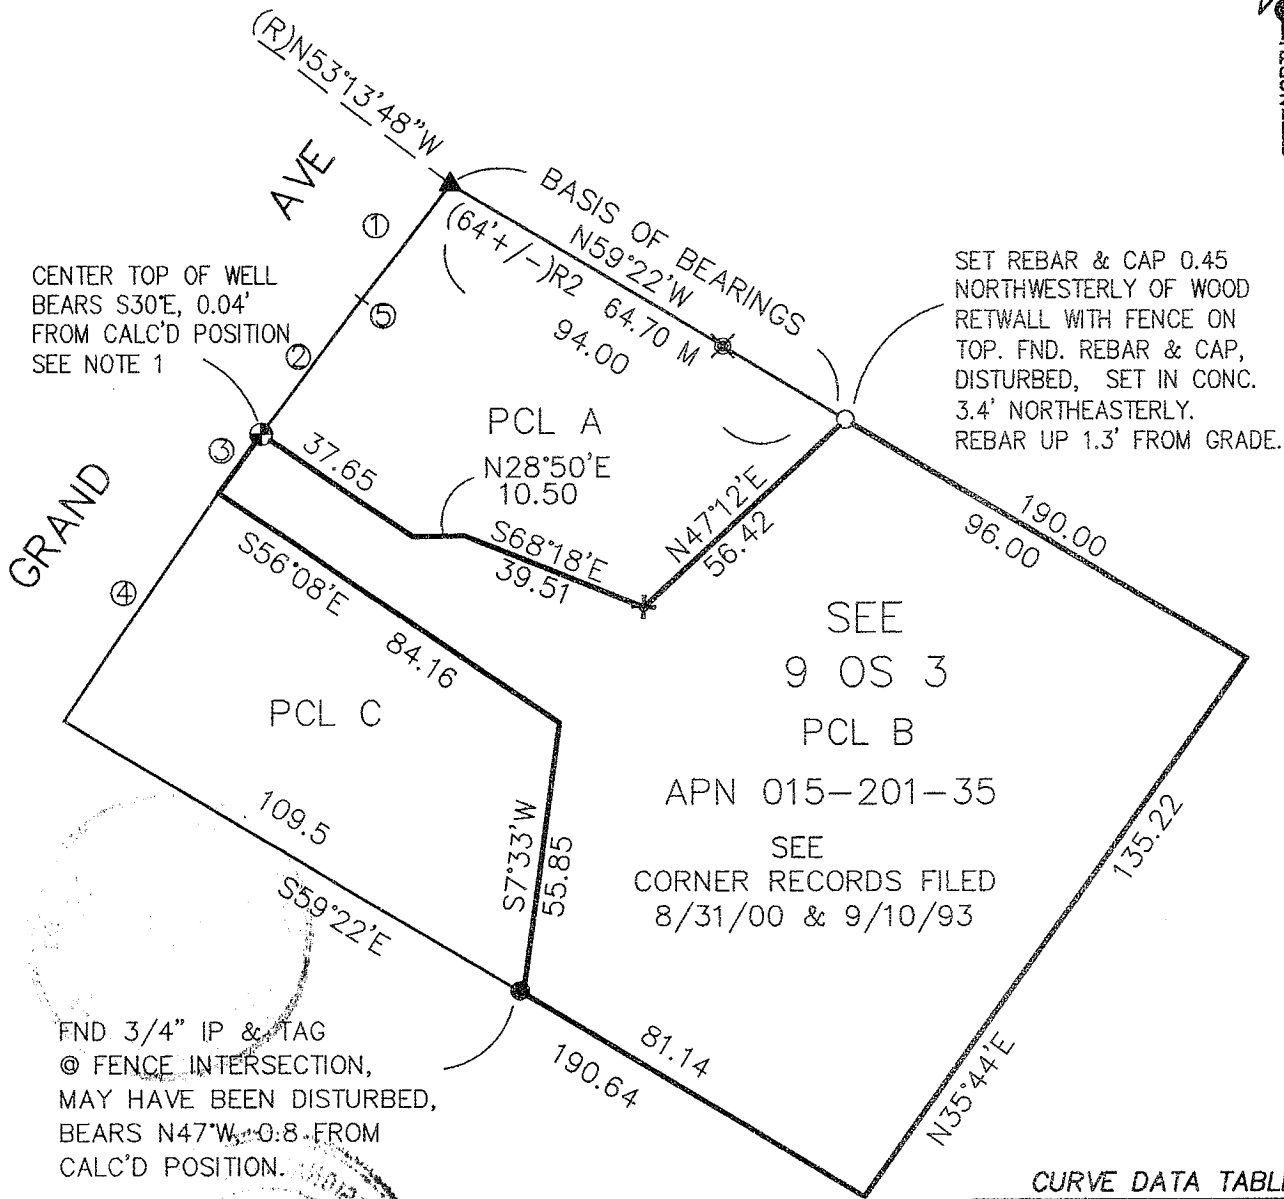 (R)N53°13'48"W
AVE
①
BASIS OF BEARINGS
N59°22'W
(64'+/-)R2 64.70 M
94.00
⑤
CENTER TOP OF WELL
BEARS S30°E, 0.04'
FROM CALC'D POSITION
SEE NOTE 1
②
SET REBAR & CAP 0.45
NORTHWESTERLY OF WOOD
RETWALL WITH FENCE ON
TOP. FND. REBAR & CAP,
DISTURBED, SET IN CONC.
3.4' NORTHEASTERLY.
REBAR UP 1.3' FROM GRADE.
PCL A
③
37.65
N28°50'E
10.50
GRAND
S68°18'E
39.51
N47°12'E
56.42
190.00
96.00
④
S56°08'E
84.16
SEE
9 OS 3
PCL B
APN 015-201-35
SEE
CORNER RECORDS FILED
8/31/00 & 9/10/93
PCL C
109.5
S59°22'E
S7°33'W
55.85
135.22
N35°44'E
FND 3/4" IP & TAG
@ FENCE INTERSECTION,
MAY HAVE BEEN DISTURBED,
BEARS N47°W, 0.8 FROM
CALC'D POSITION.
81.14
190.64
CURVE DATA TABLE